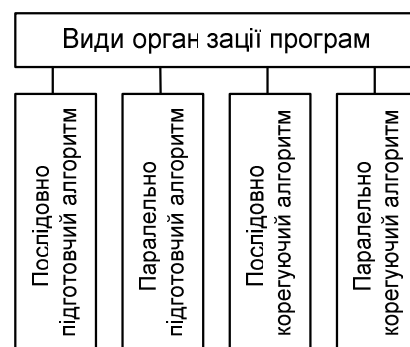 Види орган зації програм
Послідовно
підготовчий алгоритм
Паралельно
підготовчий алгоритм
Послідовно
корегуючий алгоритм
Паралельно
корегуючий алгоритм